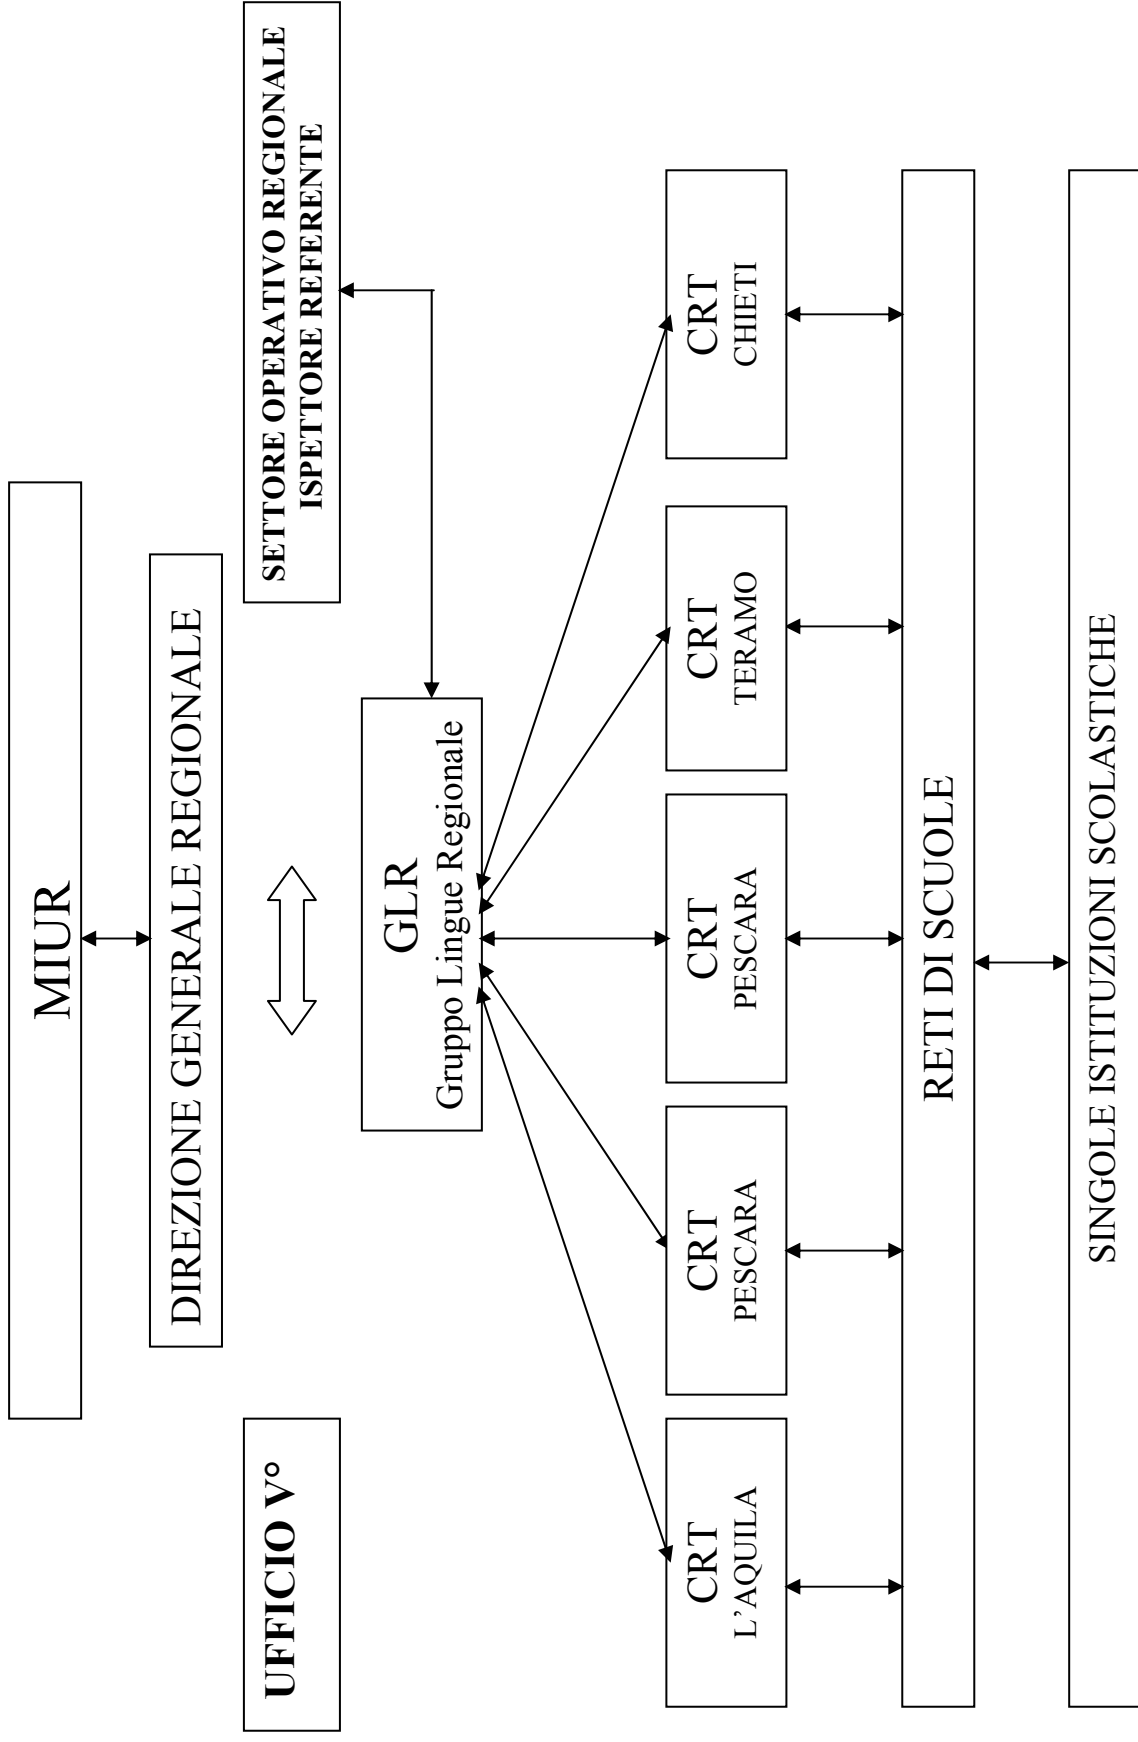 MIUR
DIREZIONE GENERALE REGIONALE
UFFICIO V°
SETTORE OPERATIVO REGIONALE
ISPETTORE REFERENTE
GLR
Gruppo Lingue Regionale
CRT
L'AQUILA
CRT
PESCARA
CRT
PESCARA
CRT
TERAMO
CRT
CHIETI
RETI DI SCUOLE
SINGOLE ISTITUZIONI SCOLASTICHE